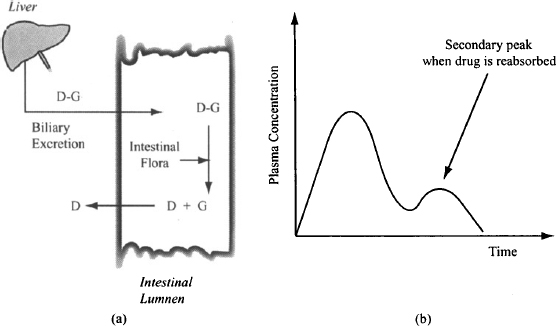 Liver
D-G
Biliary
Excretion
D-G
Intestinal
Flora
D
D + G
Intestinal
Lumnen
(a)
Secondary peak
when drug is reabsorbed
Plasma Concentration
Time
(b)